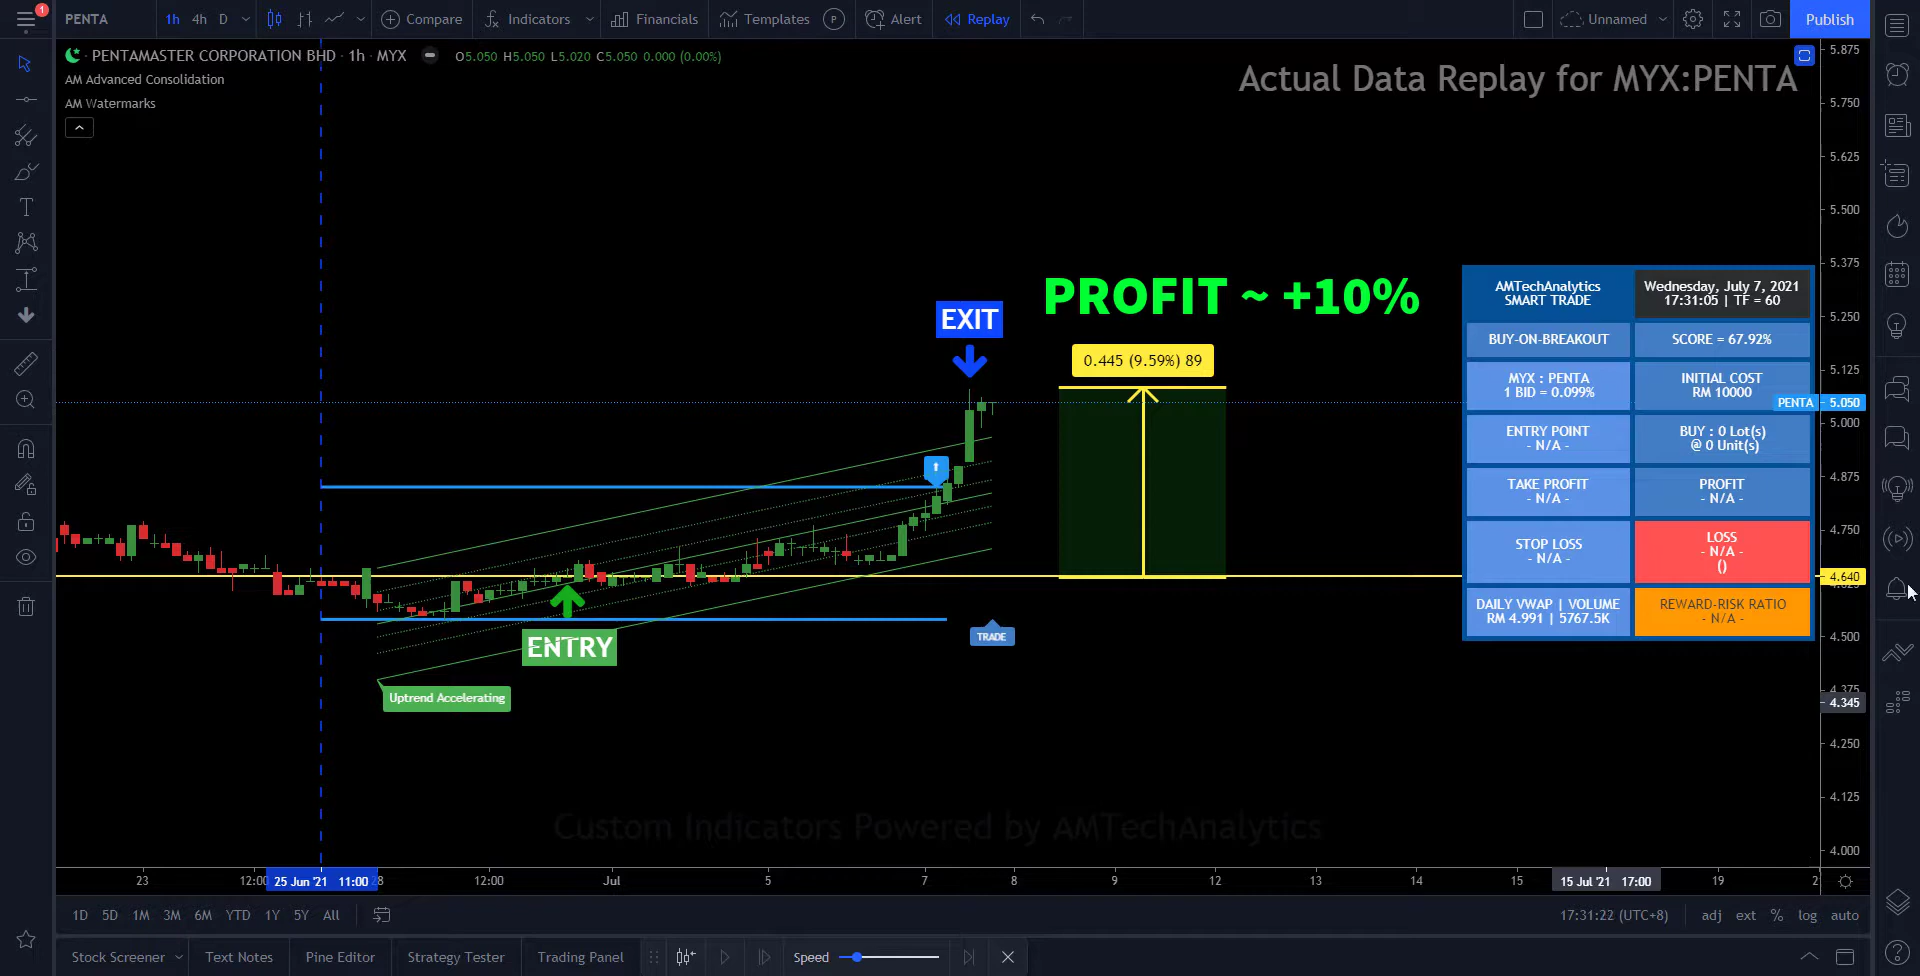 1
PENTA
1h
4h
D
Compare
Indicators
Financials
Templates
P
Alert
Replay
Unnamed
Publish
PENTAMASTER CORPORATION BHD · 1h · MYX
O5.050 H5.050 L5.020 C5.050 0.000 (0.00%)
AM Advanced Consolidation
AM Watermarks
Actual Data Replay for MYX:PENTA
PROFIT ~ +10%
0.445 (9.59%) 89
EXIT
ENTRY
Uptrend Accelerating
TRADE
AMTechAnalytics
SMART TRADE
Wednesday, July 7, 2021
17:31:05 | TF = 60
BUY-ON-BREAKOUT
SCORE = 67.92%
MYX : PENTA
1 BID = 0.099%
INITIAL COST
RM 10000
ENTRY POINT
- N/A -
BUY : 0 Lot(s)
@ 0 Unit(s)
TAKE PROFIT
- N/A -
PROFIT
- N/A -
STOP LOSS
- N/A -
LOSS
- N/A -
()
DAILY VWAP | VOLUME
RM 4.991 | 5767.5K
REWARD-RISK RATIO
- N/A -
5.875
5.750
5.625
5.500
5.375
5.250
5.125
PENTA 5.050
5.000
4.875
4.750
4.640
4.500
4.375
4.345
4.250
4.125
4.000
Custom Indicators Powered by AMTechAnalytics
23
12:00
25 Jun '21 11:00
28
12:00
Jul
5
7
8
9
12
13
14
15
15 Jul '21 17:00
19
1D
5D
1M
3M
6M
YTD
1Y
5Y
All
17:31:22 (UTC+8)
adj
ext
%
log
auto
Stock Screener
Text Notes
Pine Editor
Strategy Tester
Trading Panel
Speed